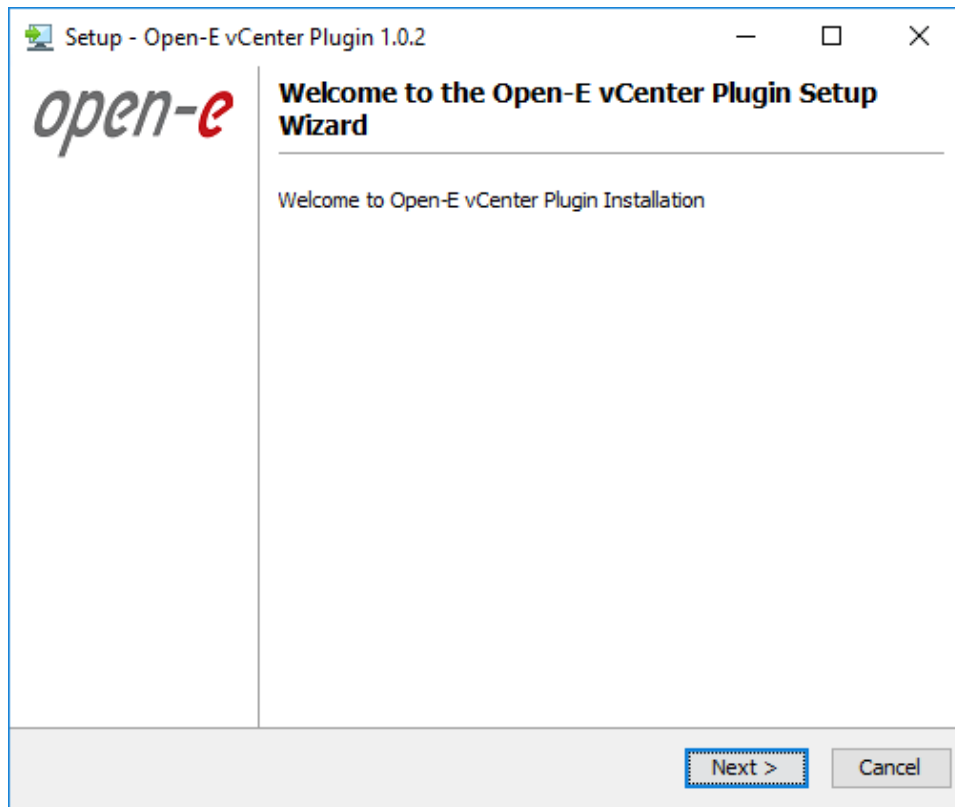 Setup - Open-E vCenter Plugin 1.0.2
open-e
Welcome to the Open-E vCenter Plugin Setup
Wizard
Welcome to Open-E vCenter Plugin Installation
Next >
Cancel